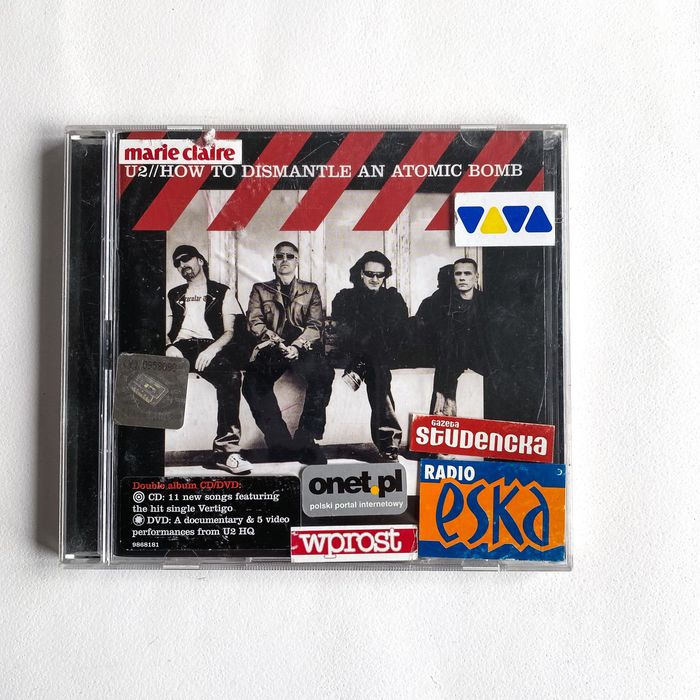 marie claire
U2//HOW TO DISMANTLE AN ATOMIC BOMB
VIVA
GAZETA
STUDENCKA
onet.pl
polski portal internetowy
RADIO
eska
wprost
Double album CD/DVD:
CD: 11 new songs featuring
the hit single Vertigo
DVD: A documentary & 5 video
performances from U2 HQ
9868181